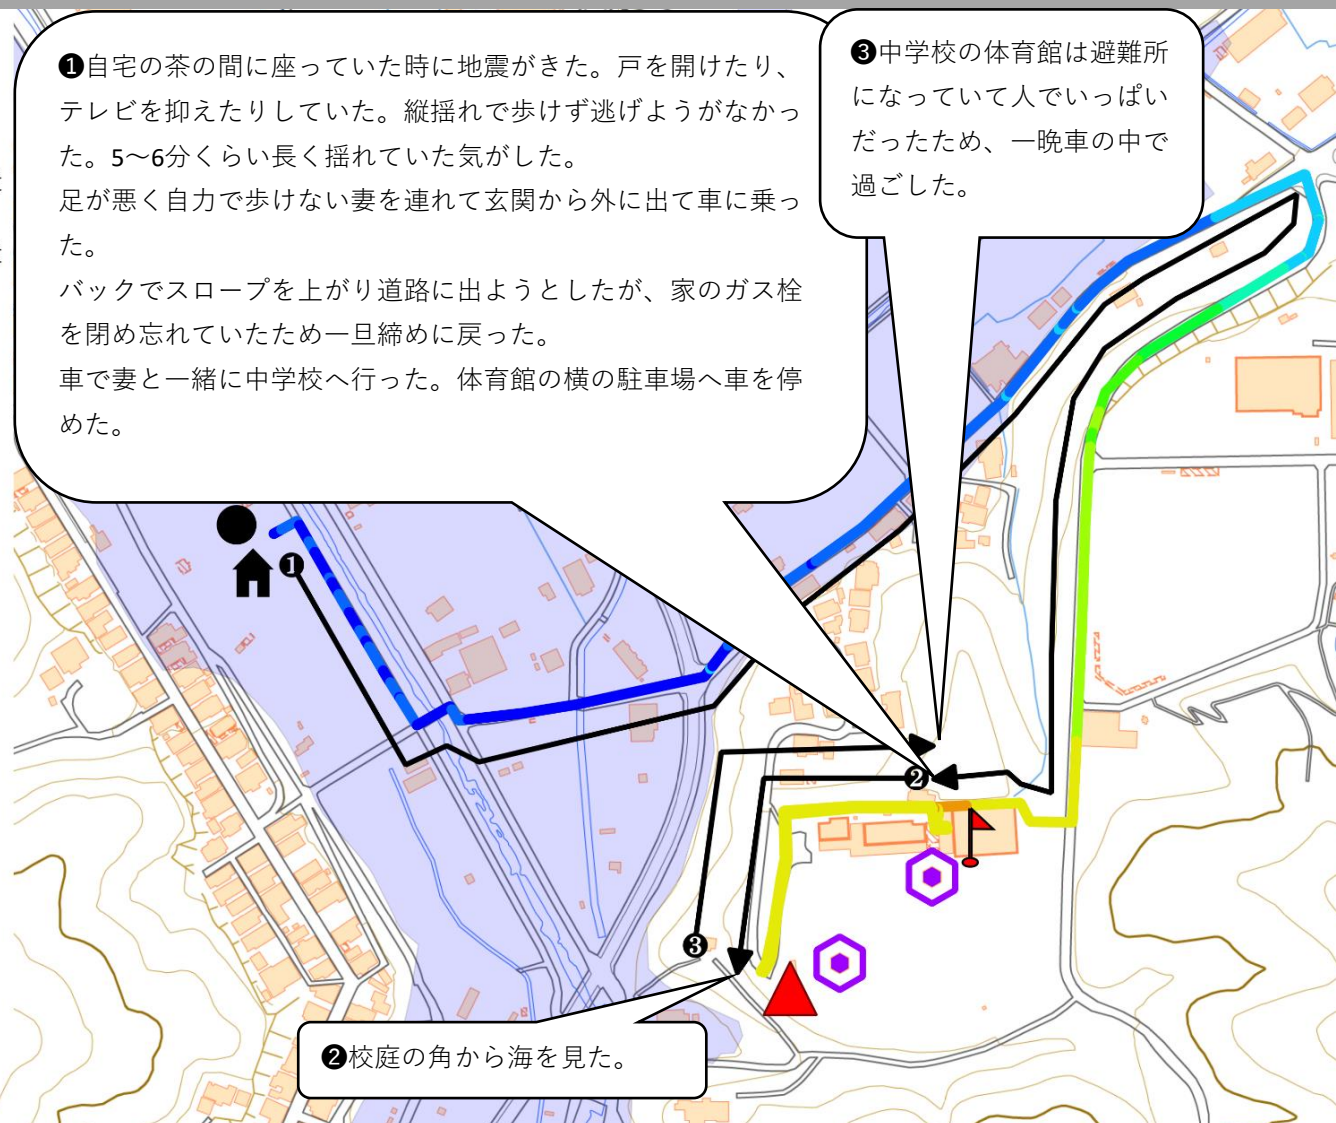 ❶自宅の茶の間に座っていた時に地震がきた。戸を開けたり、
テレビを抑えたりしていた。縦揺れで歩けず逃げようがなかっ
た。5～6分くらい長く揺れていた気がした。
足が悪く自力で歩けない妻を連れて玄関から外に出て車に乗っ
た。
バックでスロープを上がり道路に出ようとしたが、家のガス栓
を閉め忘れていたため一旦締めに戻った。
車で妻と一緒に中学校へ行った。体育館の横の駐車場へ車を停
めた。
❸中学校の体育館は避難所
になっていて人でいっぱい
だったため、一晩車の中で
過ごした。
❶
❷
❸
❷校庭の角から海を見た。